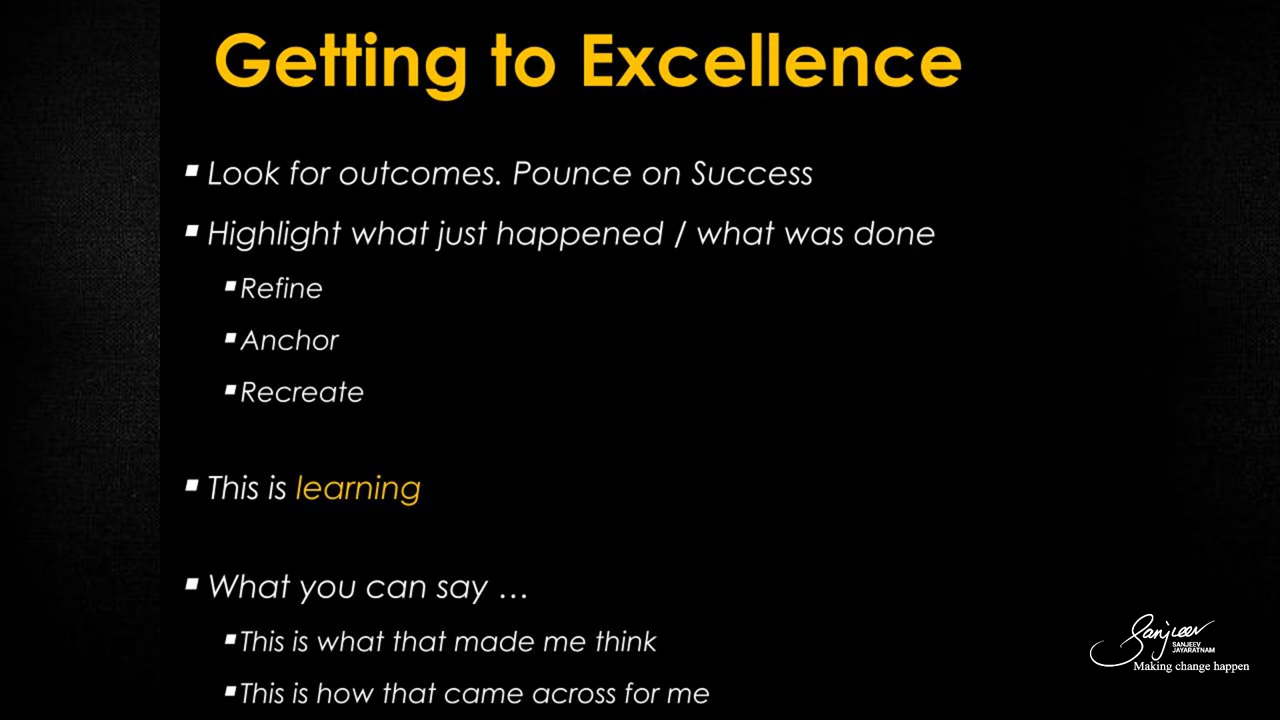 Getting to Excellence
▪ Look for outcomes. Pounce on Success
▪ Highlight what just happened / what was done
▪ Refine
▪ Anchor
▪ Recreate
▪ This is learning
▪ What you can say ...
▪ This is what that made me think
▪ This is how that came across for me
Sanjeev
SANJEEV
JAYARATNAM
Making change happen